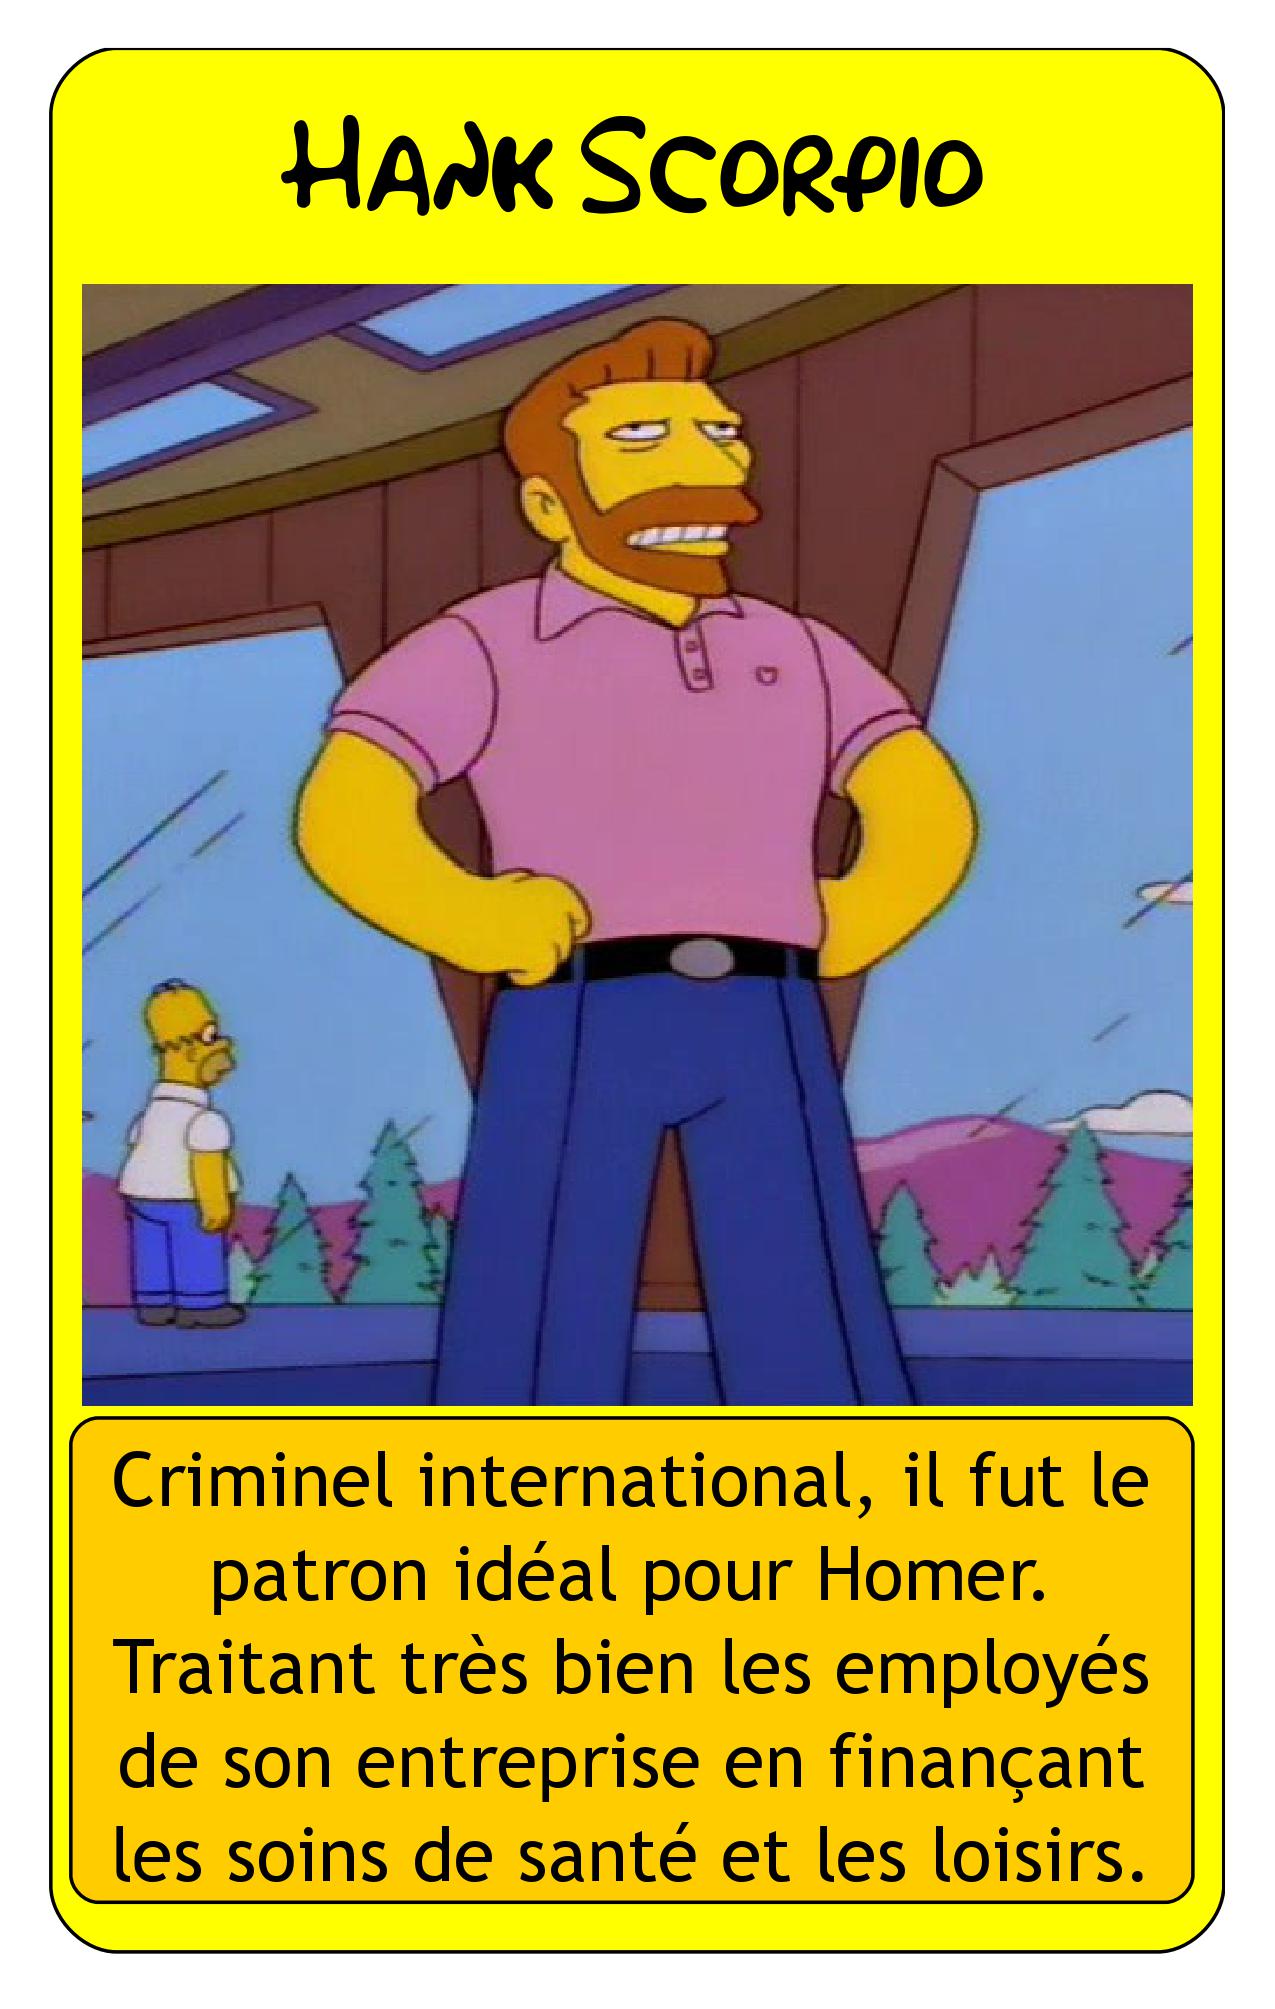 HANK SCORPIO
Criminel international, il fut le
patron idéal pour Homer.
Traitant très bien les employés
de son entreprise en finançant
les soins de santé et les loisirs.